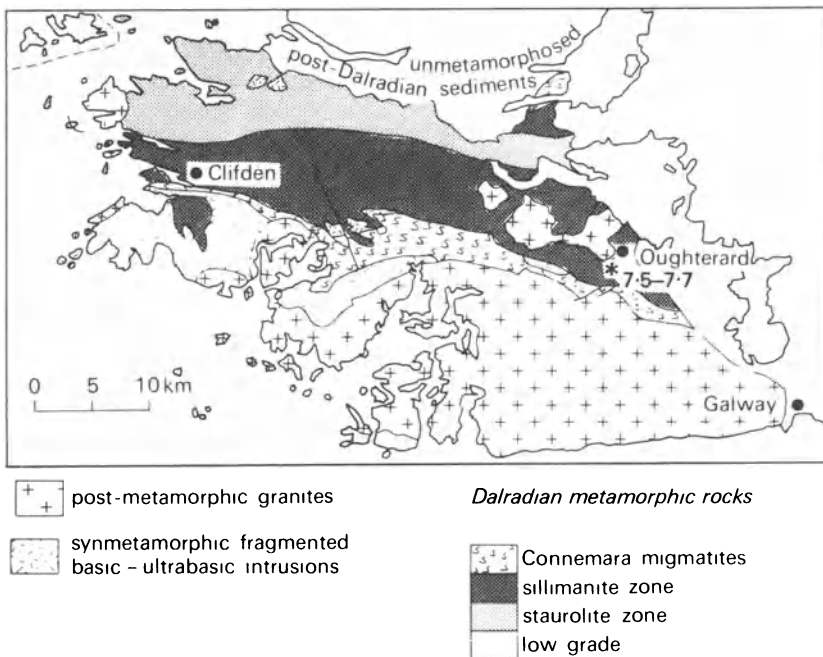 unmetamorphosed
post-Dalradian
sediments
Clifden
Oughterard
* 7·5–7·7
0 5 10 km
Galway
post-metamorphic granites
synmetamorphic fragmented
basic – ultrabasic intrusions
Dalradian metamorphic rocks
Connemara migmatites
sillimanite zone
staurolite zone
low grade